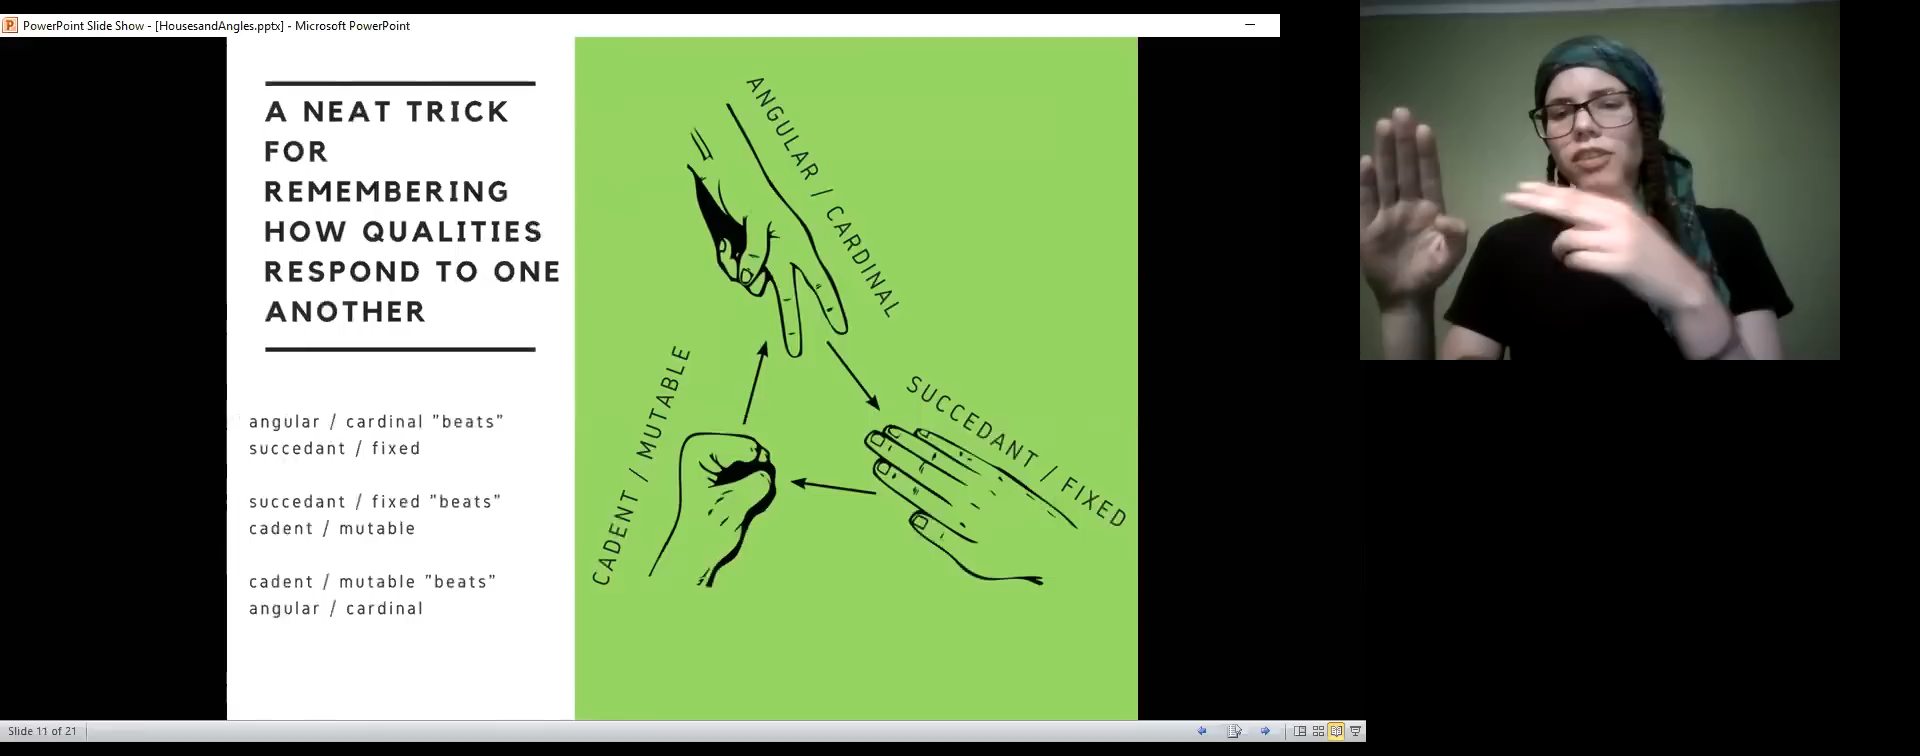 PowerPoint Slide Show - [HousesandAngles.pptx] - Microsoft PowerPoint
A NEAT TRICK
FOR
REMEMBERING
HOW QUALITIES
RESPOND TO ONE
ANOTHER
angular / cardinal "beats"
succedant / fixed
succedant / fixed "beats"
cadent / mutable
cadent / mutable "beats"
angular / cardinal
ANGULAR / CARDINAL
SUCCEDANT / FIXED
CADENT / MUTABLE
Slide 11 of 21